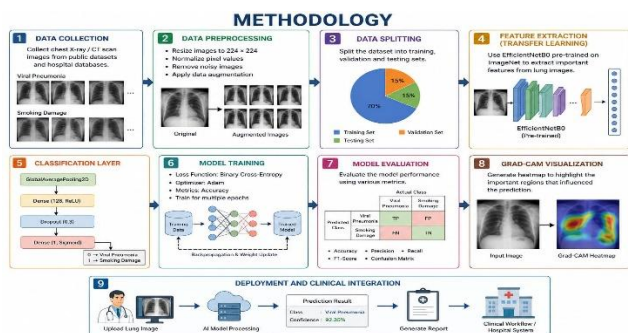 METHODOLOGY
1 DATA COLLECTION
Collect chest X-ray / CT scan
images from public datasets
and hospital databases.
Viral Pneumonia
...
Smoking Damage
...
2 DATA PREPROCESSING
• Resize images to 224 × 224
• Normalize pixel values
• Remove noisy images
• Apply data augmentation
Original
Augmented Images
3 DATA SPLITTING
Split the dataset into training,
validation and testing sets.
15%
15%
70%
Training Set
Validation Set
Testing Set
4 FEATURE EXTRACTION
(TRANSFER LEARNING)
Use EfficientNetB0 pre-trained on
ImageNet to extract important
features from lung images.
...
EfficientNetB0
(Pre-trained)
5 CLASSIFICATION LAYER
GlobalAveragePooling2D
Dense (128, ReLU)
Dropout
Dense (1, Sigmoid)
0 → Viral Pneumonia
1 → Smoking Damage
6 MODEL TRAINING
• Loss Function: Binary Cross-Entropy
• Optimizer: Adam
• Metrics: Accuracy
• Train for multiple epochs
Training
Data
Trained
Model
Backpropagation & Weight Update
7 MODEL EVALUATION
Evaluate the model performance
using various metrics.
Actual Class
Viral
Pneumonia
Smoking
Damage
Predicted
Class
Viral
Pneumonia
TP
FP
Smoking
Damage
• Accuracy • Precision • Recall
• F1-Score • Confusion Matrix
8 GRAD-CAM VISUALIZATION
Generate heatmap to highlight the
important regions that influenced
the prediction.
Input Image
Grad-CAM Heatmap
9 DEPLOYMENT AND CLINICAL INTEGRATION
Upload Lung Image
AI Model Processing
Prediction Result
Class : Viral Pneumonia
Confidence :
Generate Report
Clinical Workflow /
Hospital System